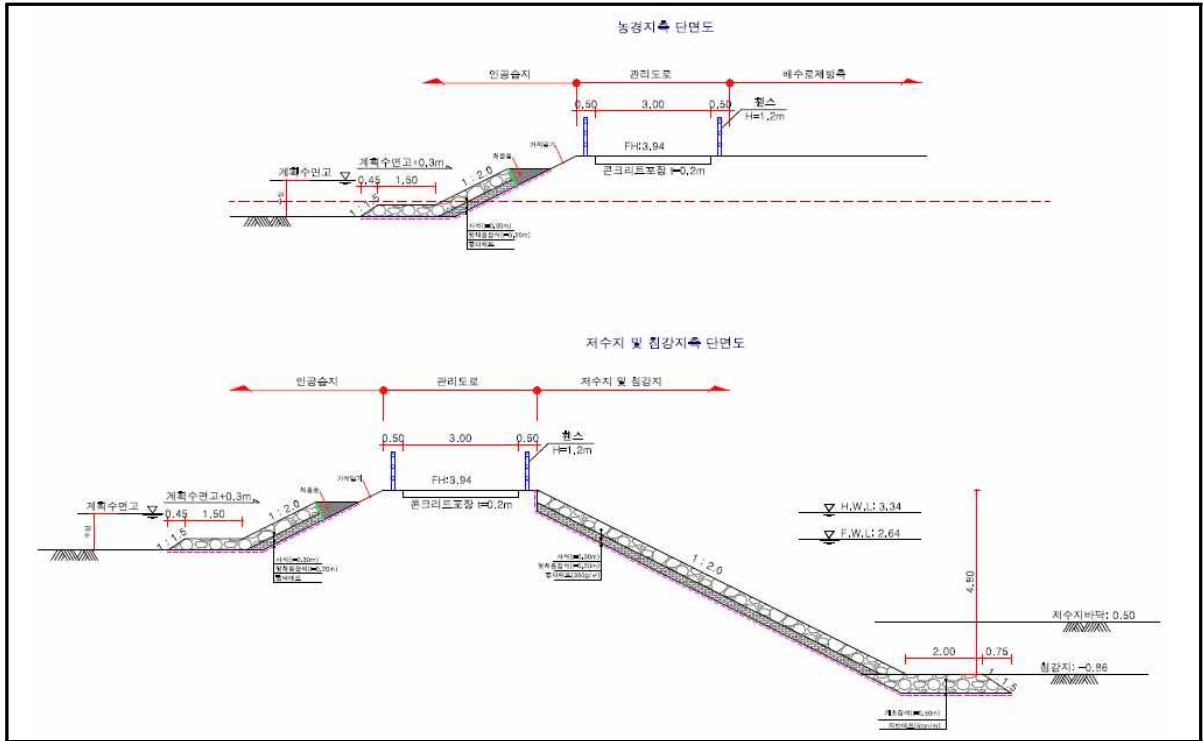 농경지측 단면도
인공습지
관리도로
배수로제방측
0.50
3.00
0.50
휀스
H=1.2m
FH:3.94
콘크리트포장 t=0.2m
계획수면고
계획수면고+0.3m
0.45
1.50
1:2.0
1:1.5
저수지 및 침강지측 단면도
인공습지
관리도로
저수지 및 침강지
0.50
3.00
0.50
휀스
H=1.2m
FH:3.94
콘크리트포장 t=0.2m
계획수면고
계획수면고+0.3m
0.45
1.50
1:2.0
1:1.5
H.W.L: 3.34
F.W.L: 2.64
1:2.0
4.80
저수지바닥: 0.50
2.00
0.75
침강지: -0.86
1:1.5